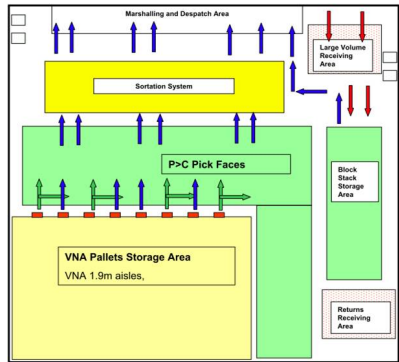 Marshalling and Despatch Area
Large Volume
Receiving
Area
Sortation System
P>C Pick Faces
Block
Stack
Storage
Area
VNA Pallets Storage Area
VNA 1.9m aisles,
Returns
Receiving
Area